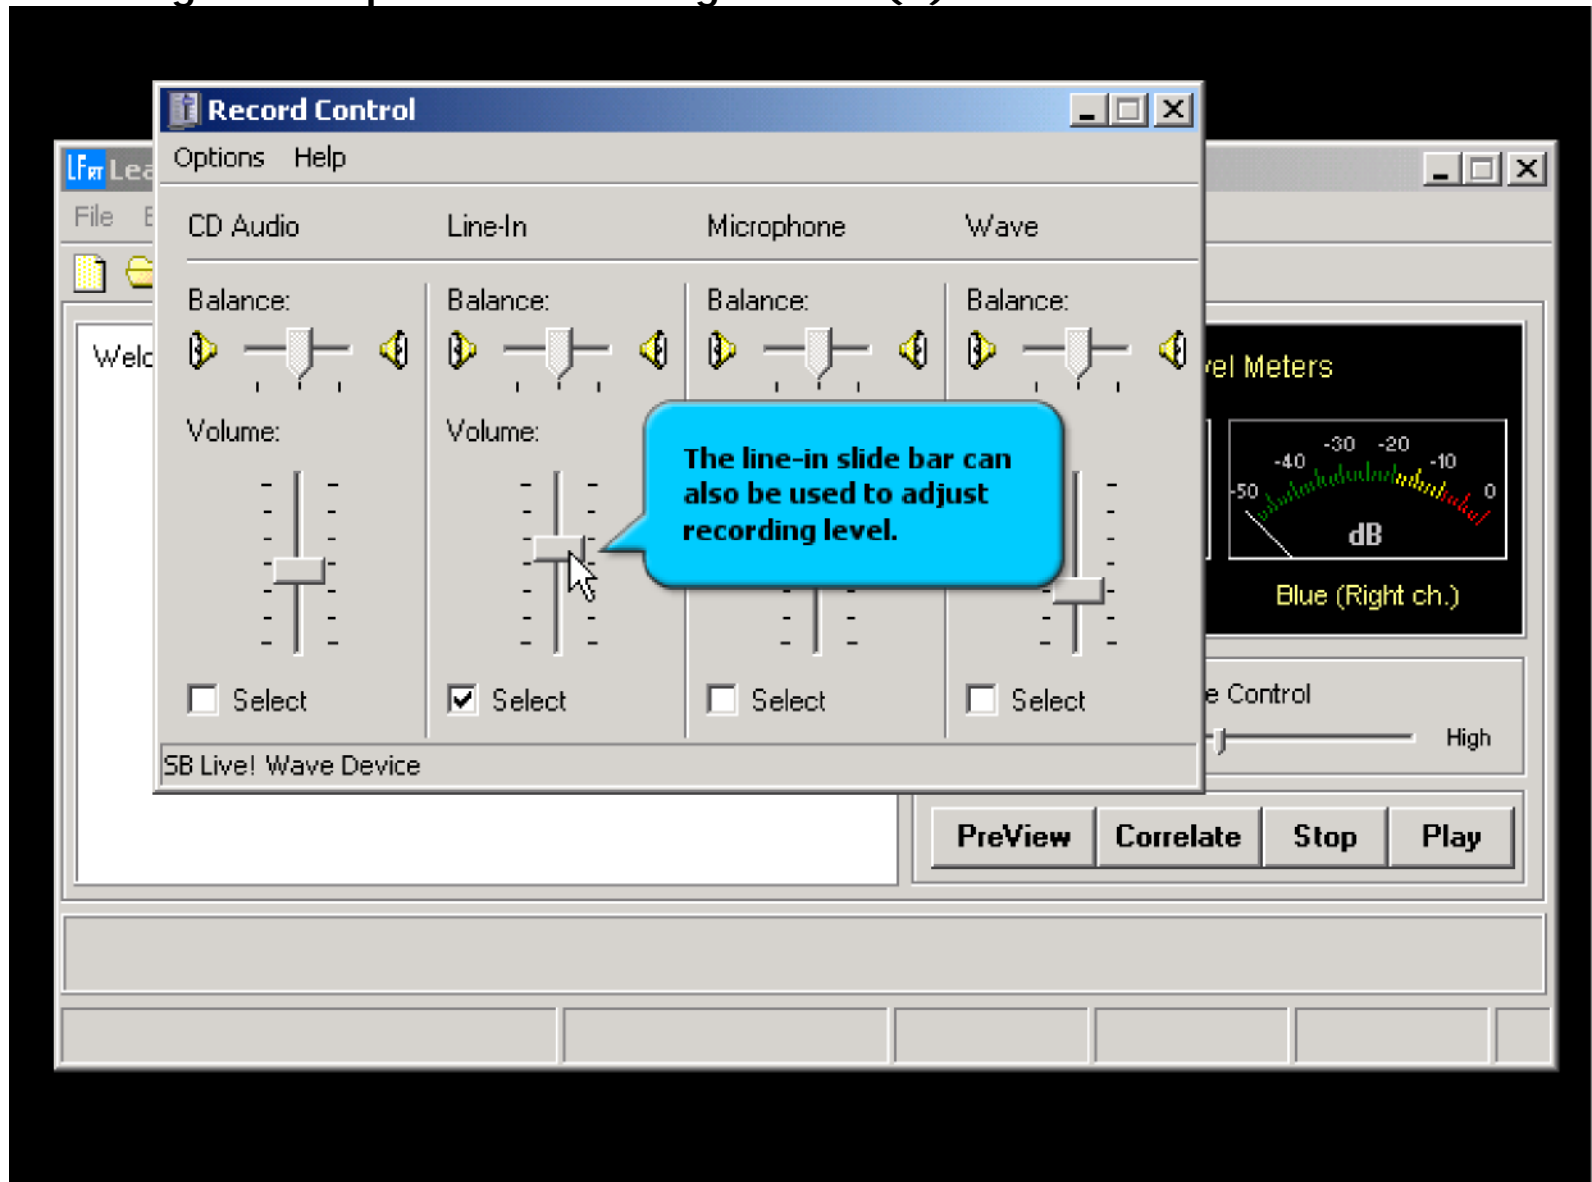 Record Control
Options Help
LFRT Lea
File E
CD Audio Line-In Microphone Wave
Balance: Balance: Balance: Balance:
Welc
vel Meters
Volume: Volume:
The line-in slide bar can
also be used to adjust
recording level.
-50 -40 -30 -20 -10 0
dB
Blue (Right ch.)
Select Select Select Select
e Control
High
SB Live! Wave Device
PreView Correlate Stop Play